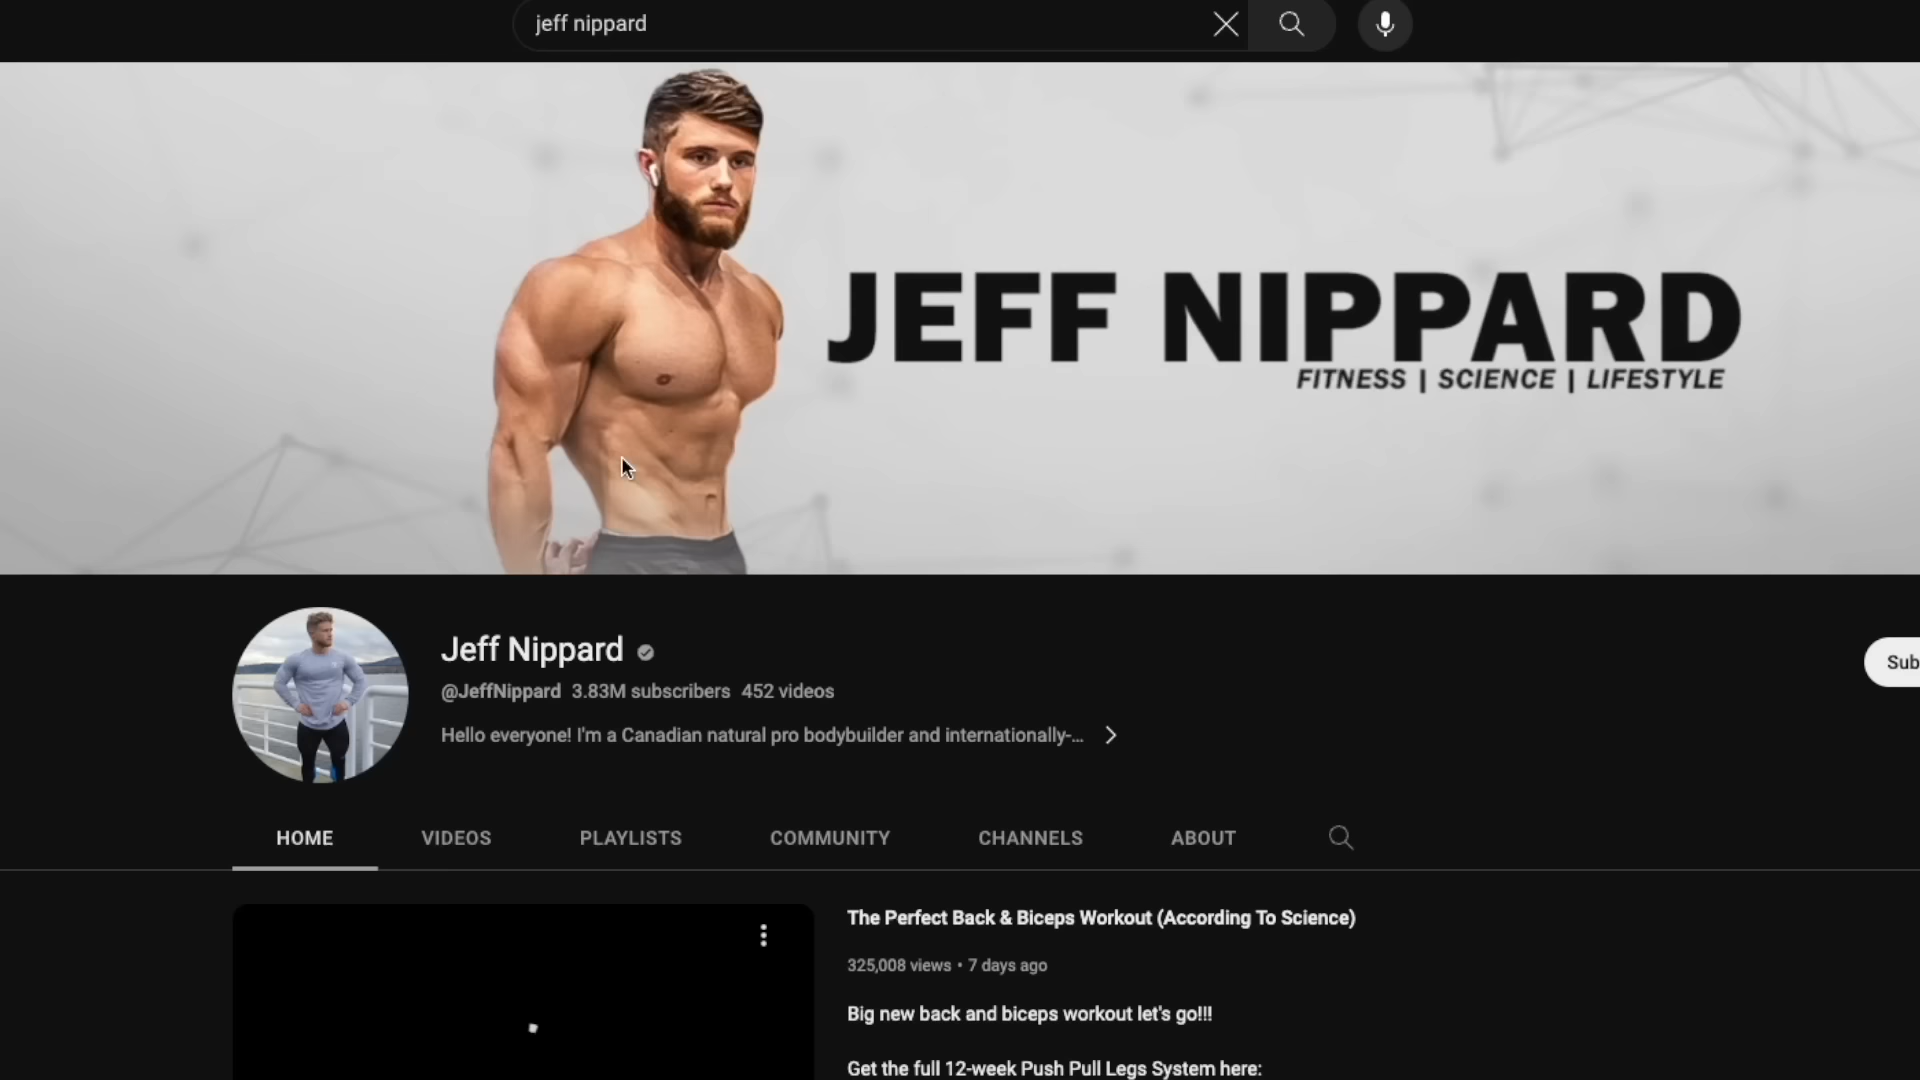 jeff nippard
JEFF NIPPARD
FITNESS | SCIENCE | LIFESTYLE
Jeff Nippard
@JeffNippard 3.83M subscribers 452 videos
Hello everyone! I'm a Canadian natural pro bodybuilder and internationally-...
Sub
HOME VIDEOS PLAYLISTS COMMUNITY CHANNELS ABOUT
The Perfect Back & Biceps Workout (According To Science)
325,008 views • 7 days ago
Big new back and biceps workout let's go!!!
Get the full 12-week Push Pull Legs System here: